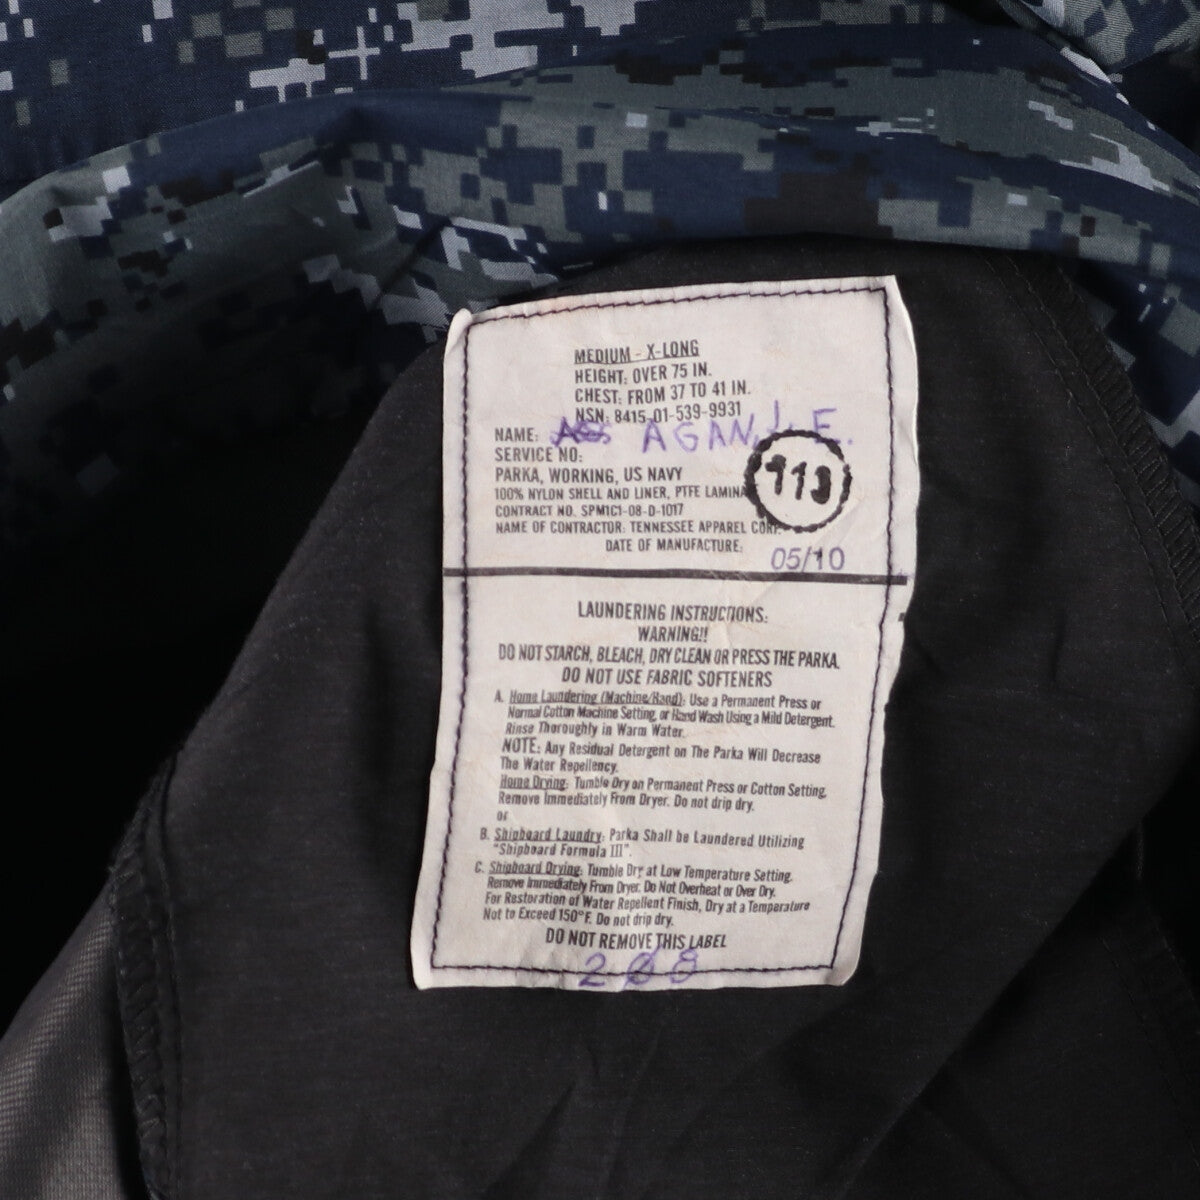 MEDIUM - X-LONG
HEIGHT: OVER 75 IN.
CHEST: FROM 37 TO 41 IN.
NSN: 8415-01-539-9931
NAME: AGAN, J. E.
SERVICE NO:
PARKA, WORKING, US NAVY
100% NYLON SHELL AND LINER, PTFE LAMINA
113
CONTRACT NO. SPM1C1-08-D-1017
NAME OF CONTRACTOR: TENNESSEE APPAREL CORP.
DATE OF MANUFACTURE: 05/10
LAUNDERING INSTRUCTIONS:
WARNING!!
DO NOT STARCH, BLEACH, DRY CLEAN OR PRESS THE PARKA.
DO NOT USE FABRIC SOFTENERS
A. Home Laundering (Machine/Hand): Use a Permanent Press or
Normal Cotton Machine Setting, or Hand Wash Using a Mild Detergent.
Rinse Thoroughly in Warm Water.
NOTE: Any Residual Detergent on The Parka Will Decrease
The Water Repellency.
Home Drying: Tumble Dry on Permanent Press or Cotton Setting,
Remove Immediately From Dryer. Do not drip dry.
or
B. Shipboard Laundry: Parka Shall be Laundered Utilizing
"Shipboard Formula III".
C. Shipboard Drying: Tumble Dry at Low Temperature Setting.
Remove Immediately From Dryer. Do Not Overheat or Over Dry.
For Restoration of Water Repellent Finish, Dry at a Temperature
Not to Exceed 150°F. Do not drip dry.
DO NOT REMOVE THIS LABEL
208